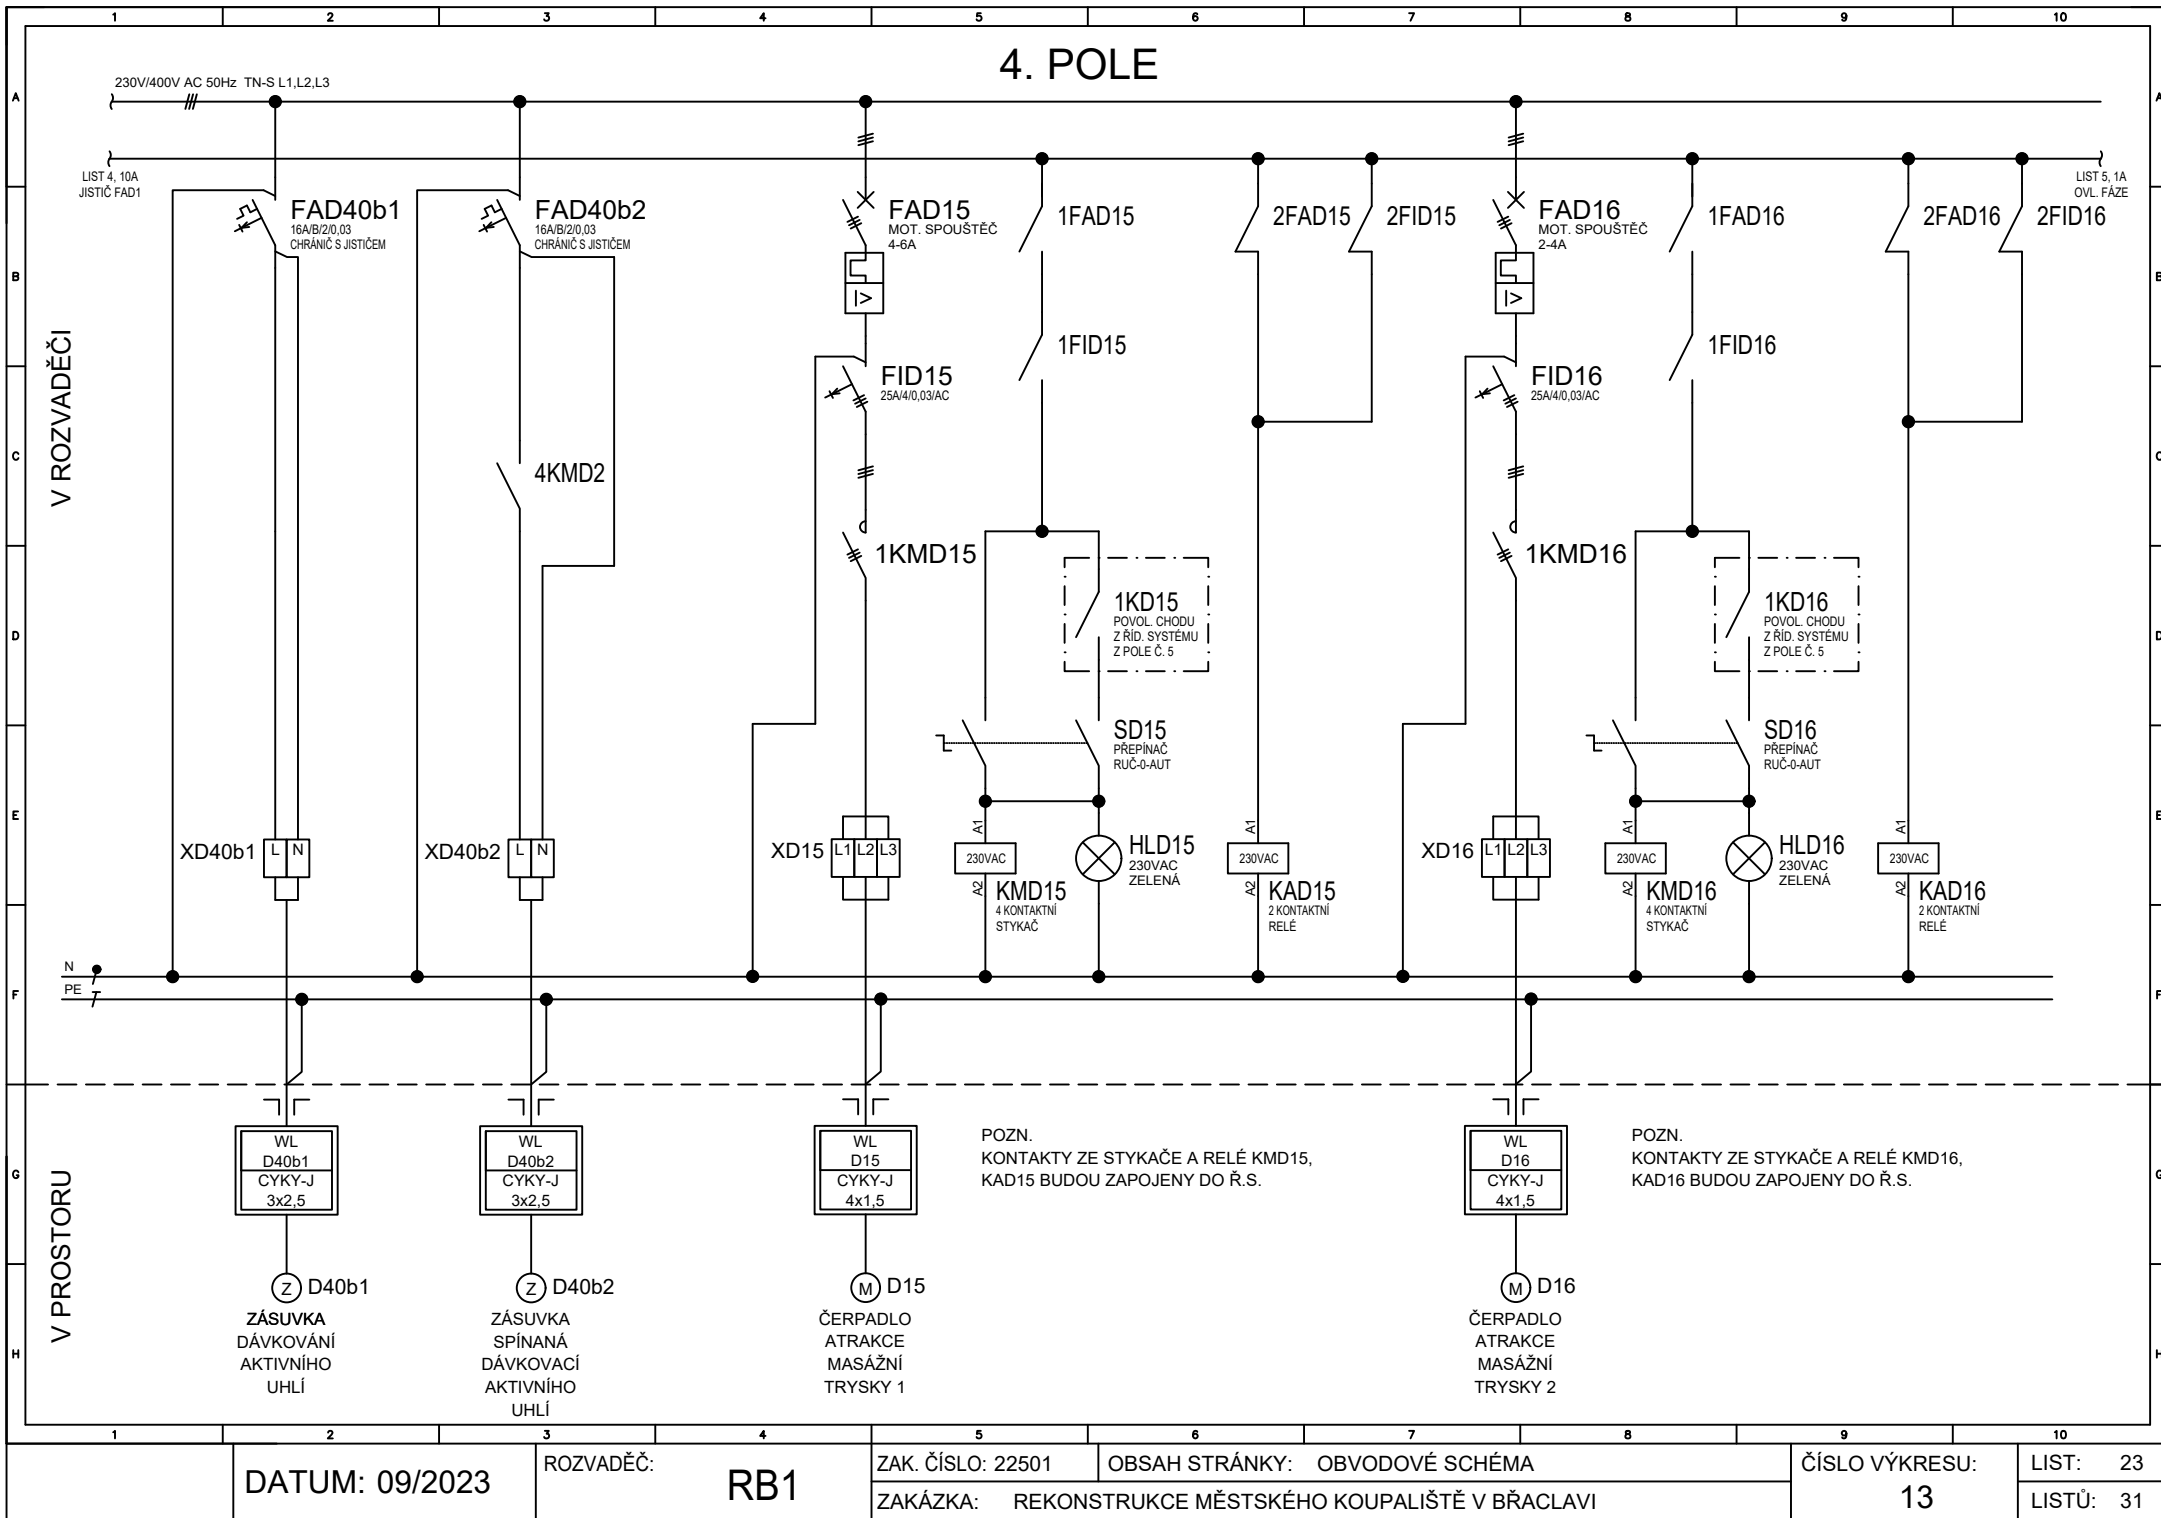 1 2 3 4 5 6 7 8 9 10
4. POLE
230V/400V AC 50Hz TN-S L1,L2,L3
A A
LIST 4, 10A
JISTIČ FAD1
LIST 5, 1A
OVL. FÁZE
FAD40b1
16A/B/2/0,03
CHRÁNIČ S JISTIČEM
FAD40b2
16A/B/2/0,03
CHRÁNIČ S JISTIČEM
FAD15
MOT. SPOUŠTĚČ
4-6A
1FAD15
2FAD15
2FID15
FAD16
MOT. SPOUŠTĚČ
2-4A
1FAD16
2FAD16
2FID16
B B
I>
I>
V ROZVADĚČI
1FID15
1FID16
FID15
25A/4/0,03/AC
FID16
25A/4/0,03/AC
C C
4KMD2
1KMD15
1KMD16
1KD15
POVOL. CHODU
Z ŘÍD. SYSTÉMU
Z POLE Č. 5
1KD16
POVOL. CHODU
Z ŘÍD. SYSTÉMU
Z POLE Č. 5
D D
SD15
PŘEPÍNAČ
RUČ-0-AUT
SD16
PŘEPÍNAČ
RUČ-0-AUT
E E
XD40b1 L N
XD40b2 L N
XD15 L1 L2 L3
A1
230VAC
A2
KMD15
4 KONTAKTNÍ
STYKAČ
HLD15
230VAC
ZELENÁ
A1
230VAC
A2
KAD15
2 KONTAKTNÍ
RELÉ
XD16 L1 L2 L3
A1
230VAC
A2
KMD16
4 KONTAKTNÍ
STYKAČ
HLD16
230VAC
ZELENÁ
A1
230VAC
A2
KAD16
2 KONTAKTNÍ
RELÉ
N
PE
F F
WL
D40b1
CYKY-J
3x2,5
WL
D40b2
CYKY-J
3x2,5
WL
D15
CYKY-J
4x1,5
POZN.
KONTAKTY ZE STYKAČE A RELÉ KMD15,
KAD15 BUDOU ZAPOJENY DO Ř.S.
WL
D16
CYKY-J
4x1,5
POZN.
KONTAKTY ZE STYKAČE A RELÉ KMD16,
KAD16 BUDOU ZAPOJENY DO Ř.S.
G G
V PROSTORU
Z D40b1
ZÁSUVKA
DÁVKOVÁNÍ
AKTIVNÍHO
UHLÍ
Z D40b2
ZÁSUVKA
SPÍNANÁ
DÁVKOVACÍ
AKTIVNÍHO
UHLÍ
M D15
ČERPADLO
ATRAKCE
MASÁŽNÍ
TRYSKY 1
M D16
ČERPADLO
ATRAKCE
MASÁŽNÍ
TRYSKY 2
H H
1 2 3 4 5 6 7 8 9 10
DATUM: 09/2023
ROZVADĚČ:
RB1
ZAK. ČÍSLO: 22501
OBSAH STRÁNKY: OBVODOVÉ SCHÉMA
ZAKÁZKA: REKONSTRUKCE MĚSTSKÉHO KOUPALIŠTĚ V BŘACLAVI
ČÍSLO VÝKRESU:
13
LIST: 23
LISTŮ: 31